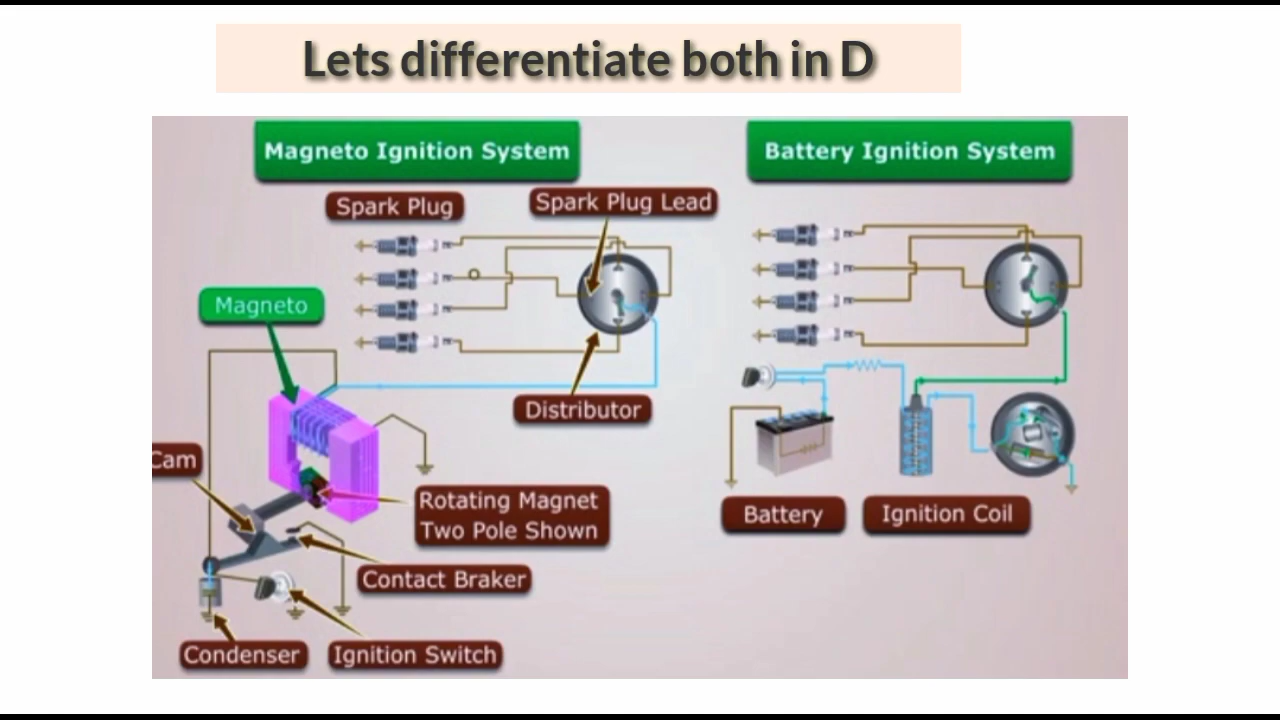 Lets differentiate both in D
Magneto Ignition System
Battery Ignition System
Spark Plug
Spark Plug Lead
Magneto
Distributor
Cam
Rotating Magnet
Two Pole Shown
Contact Braker
Condenser
Ignition Switch
Battery
Ignition Coil